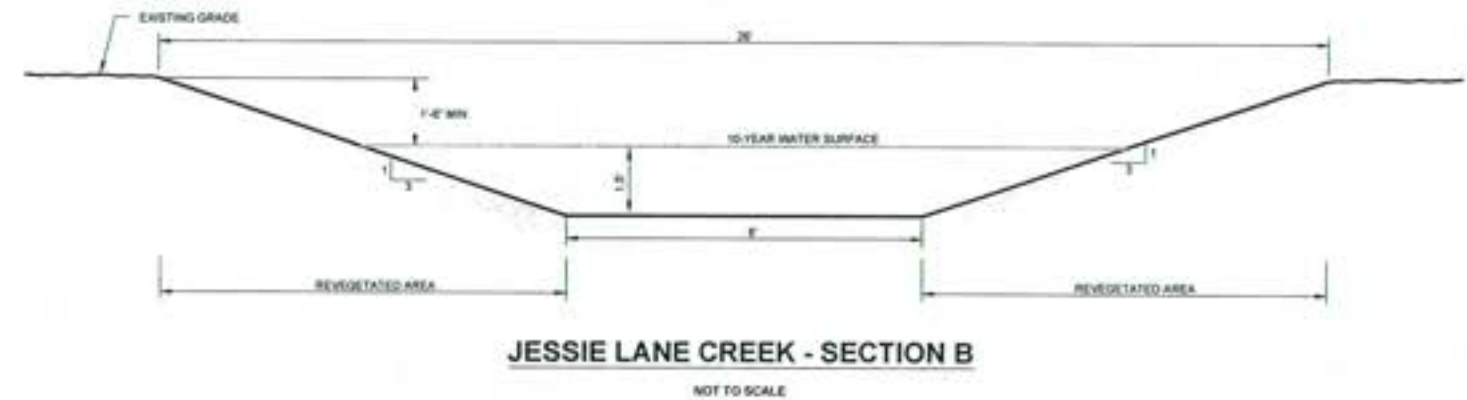 EXISTING GRADE
26'
1'-6" MIN
10-YEAR WATER SURFACE
1
3
1.5'
1
3
8'
REVEGETATED AREA
REVEGETATED AREA
JESSIE LANE CREEK - SECTION B
NOT TO SCALE